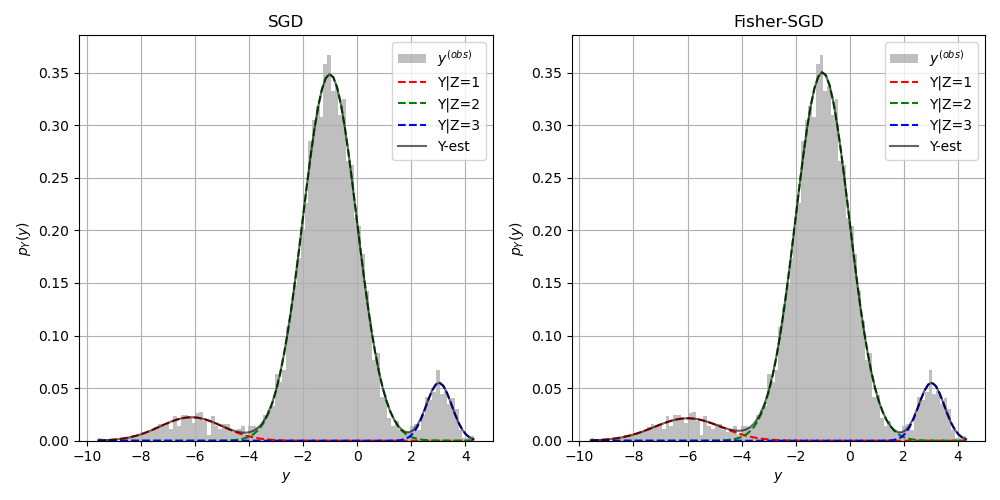 SGD
Fisher-SGD
y^{(obs)}
Y|Z=1
Y|Z=2
Y|Z=3
Y-est
y^{(obs)}
Y|Z=1
Y|Z=2
Y|Z=3
Y-est
p_Y(y)
0.35
0.30
0.25
0.20
0.15
0.10
0.05
0.00
−10 −8 −6 −4 −2 0 2 4
y
p_Y(y)
0.35
0.30
0.25
0.20
0.15
0.10
0.05
0.00
−10 −8 −6 −4 −2 0 2 4
y